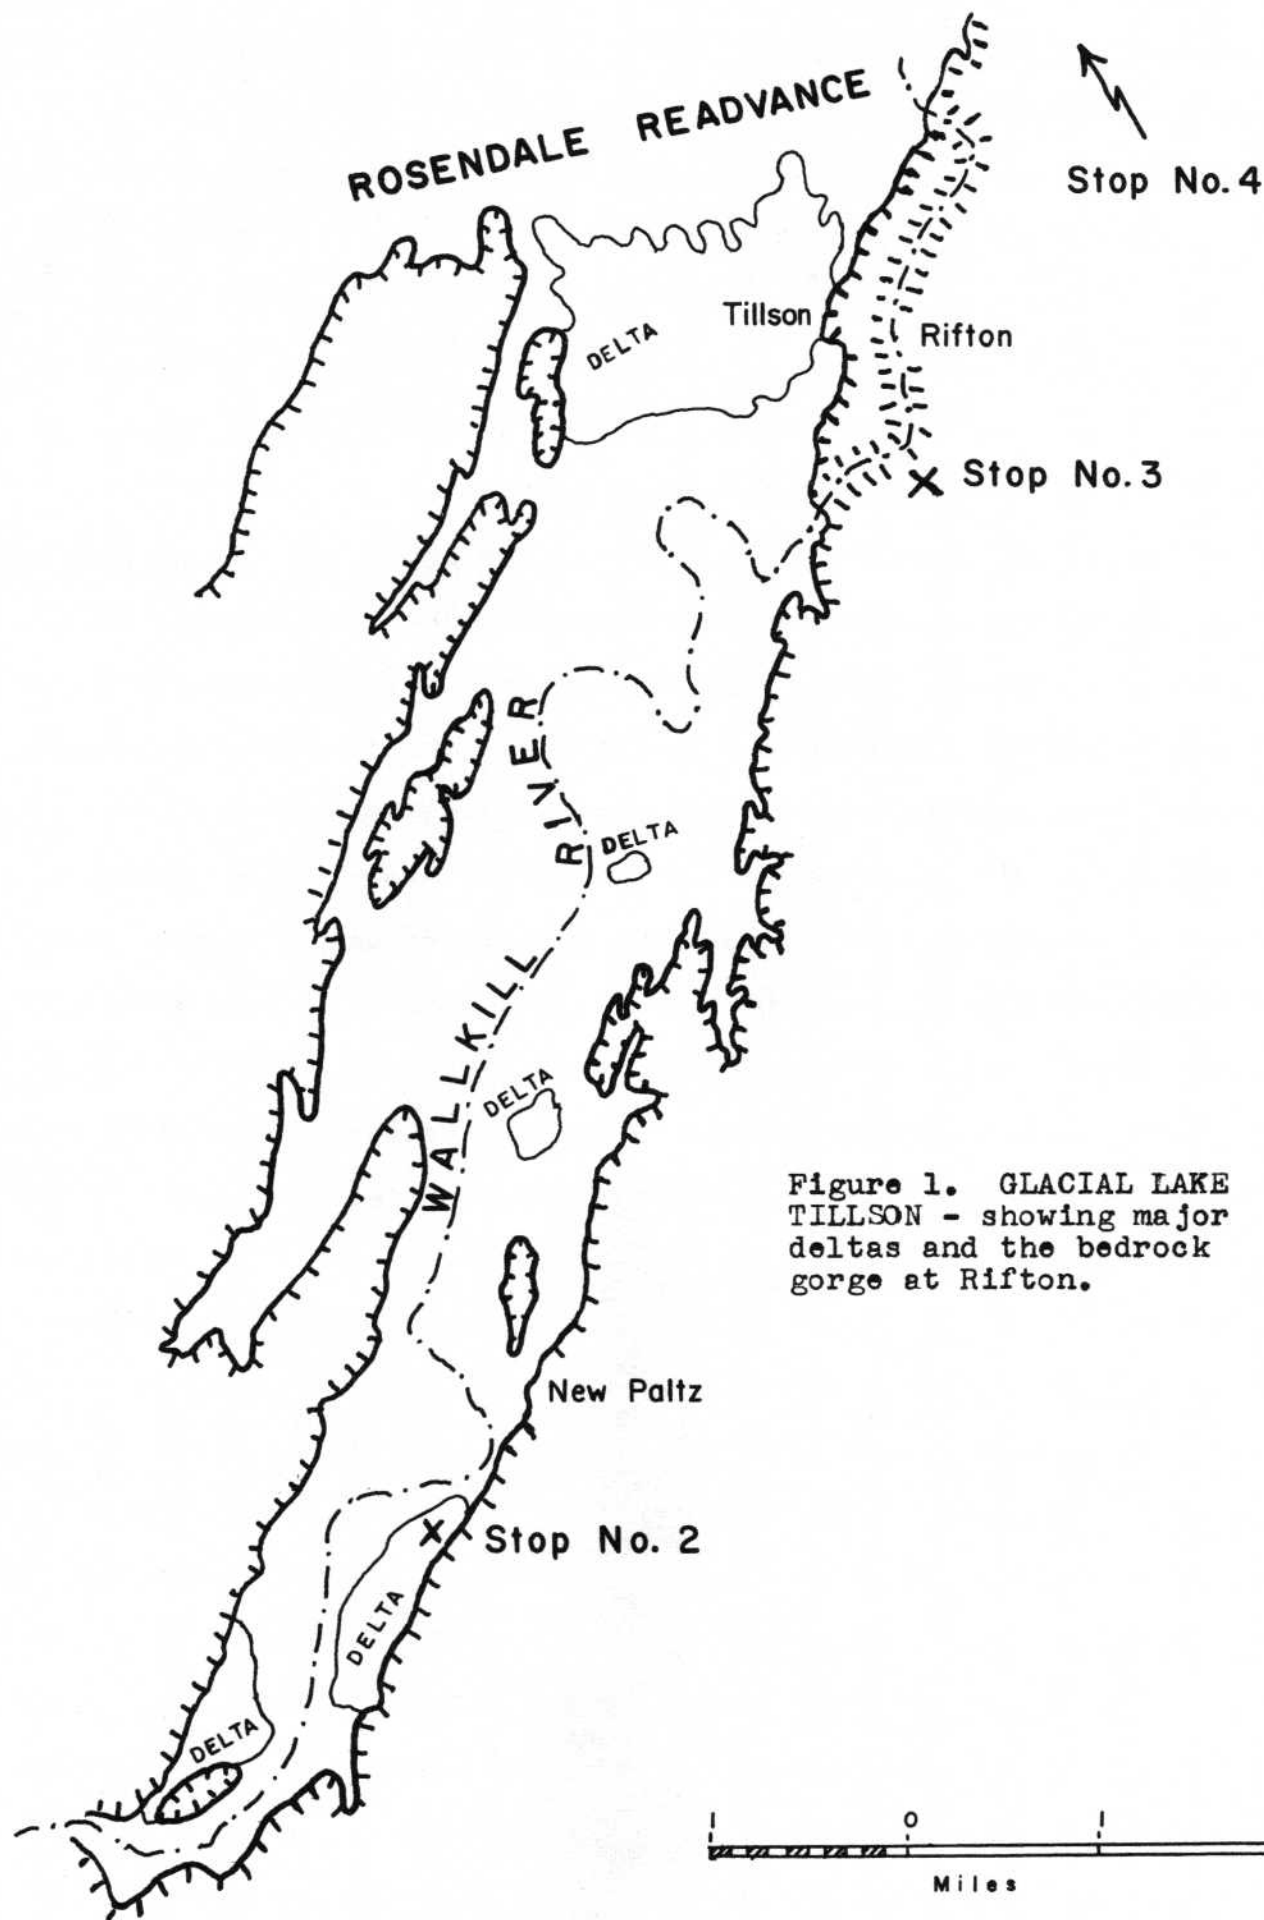 ROSENDALE READVANCE
Stop No. 4
Tillson
DELTA
Rifton
Stop No. 3
DELTA
WALLKILL RIVER
DELTA
Figure 1. GLACIAL LAKE
TILLSON - showing major
deltas and the bedrock
gorge at Rifton.
New Paltz
Stop No. 2
DELTA
DELTA
1 0 1
Miles